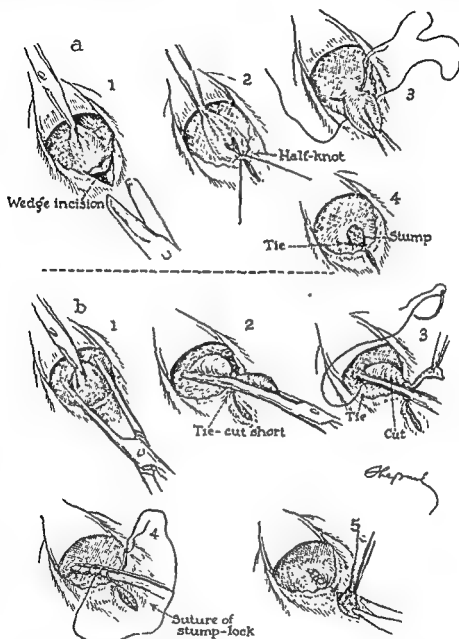 a
1
2
3
Half-knot
Wedge incision
4
Stump
Tie
b
1
2
3
Tie-cut short
Tie
Cut
4
5
Suture of
stump-lock